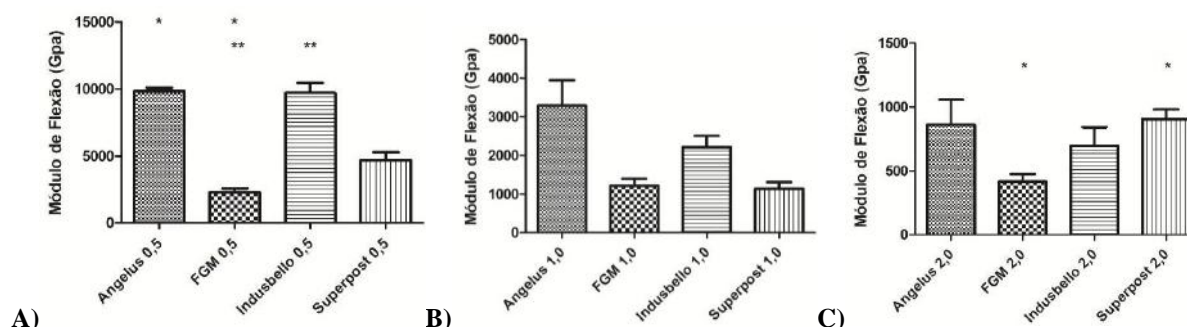 Módulo de Flexão (Gpa)
15000
10000
5000
0
*
*
**
**
Angelus 0,5
FGM 0,5
Indusbello 0,5
Superpost 0,5
A)
Módulo de Flexão (Gpa)
5000
4000
3000
2000
1000
0
Angelus 1,0
FGM 1,0
Indusbello 1,0
Superpost 1,0
B)
Módulo de Flexão (Gpa)
1500
1000
500
0
*
*
Angelus 2,0
FGM 2,0
Indusbello 2,0
Superpost 2,0
C)